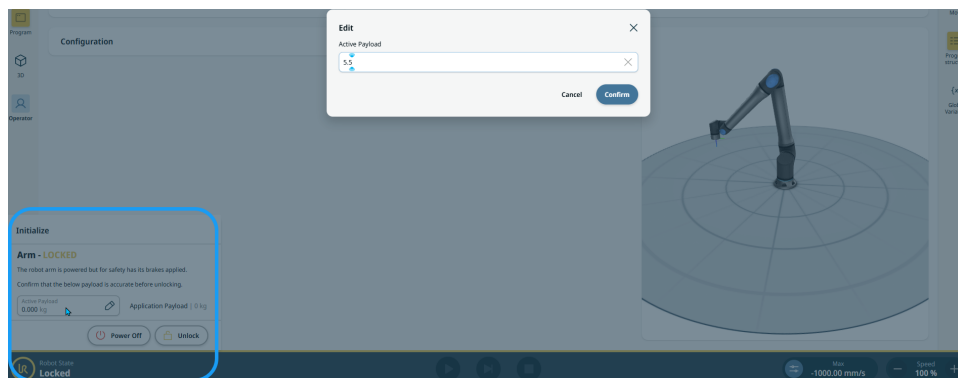 Program
3D
Operator
Configuration
Edit
Active Payload
5.5
Cancel
Confirm
Initialize
Arm - LOCKED
The robot arm is powered but for safety has its brakes applied.
Confirm that the below payload is accurate before unlocking.
Active Payload
0.000 kg
Application Payload | 0 kg
Power Off
Unlock
UR
Robot State
Locked
Max
-1000.00 mm/s
Speed
100 %